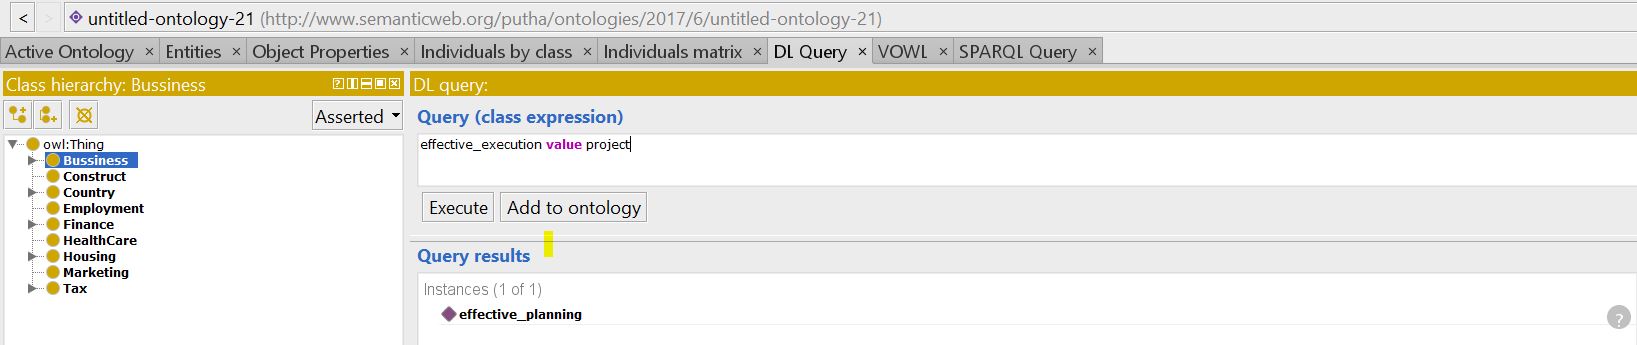 < untitled-ontology-21 (http://www.semanticweb.org/putha/ontologies/2017/6/untitled-ontology-21)
Active Ontology × Entities × Object Properties × Individuals by class × Individuals matrix × DL Query × VOWL × SPARQL Query ×
Class hierarchy: Bussiness
Asserted
owl:Thing
Bussiness
Construct
Country
Employment
Finance
HealthCare
Housing
Marketing
Tax
DL query:
Query (class expression)
effective_execution value project
Execute Add to ontology
Query results
Instances (1 of 1)
effective_planning
?